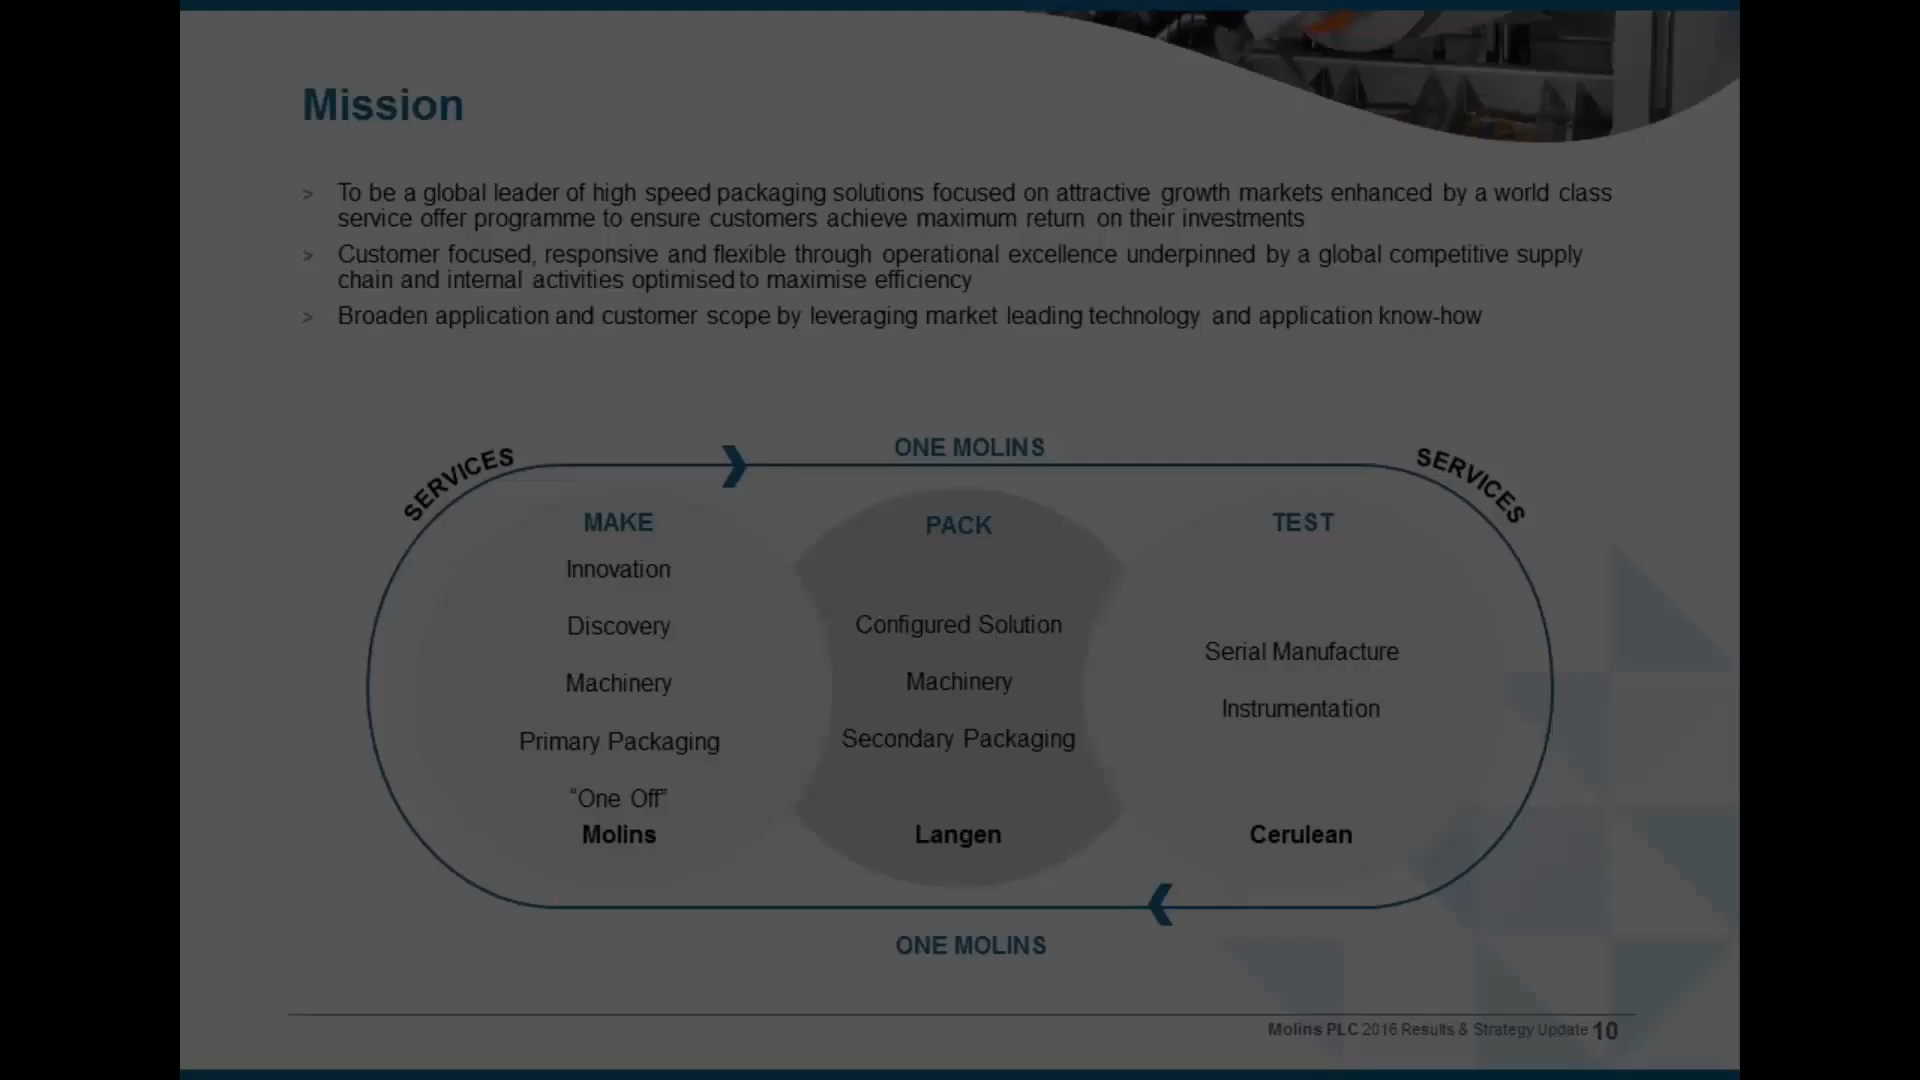 Mission
> To be a global leader of high speed packaging solutions focused on attractive growth markets enhanced by a world class
service offer programme to ensure customers achieve maximum return on their investments
> Customer focused, responsive and flexible through operational excellence underpinned by a global competitive supply
chain and internal activities optimised to maximise efficiency
> Broaden application and customer scope by leveraging market leading technology and application know-how
ONE MOLINS
SERVICES
SERVICES
MAKE
Innovation
Discovery
Machinery
Primary Packaging
“One Off”
Molins
PACK
Configured Solution
Machinery
Secondary Packaging
Langen
TEST
Serial Manufacture
Instrumentation
Cerulean
ONE MOLINS
Molins PLC 2016 Results & Strategy Update 10